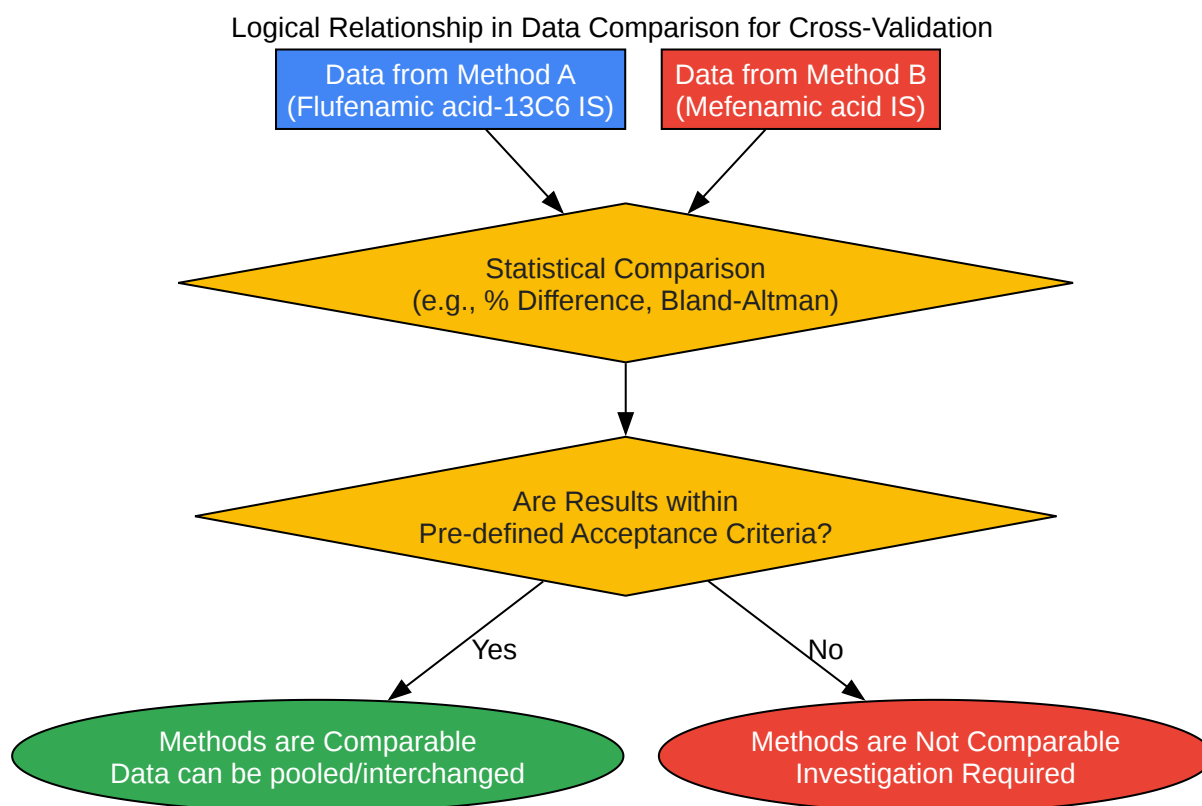 Logical Relationship in Data Comparison for Cross-Validation
Data from Method A
(Flufenamic acid-13C6 IS)
Data from Method B
(Mefenamic acid IS)
Statistical Comparison
(e.g., % Difference, Bland-Altman)
Are Results within
Pre-defined Acceptance Criteria?
Yes
No
Methods are Comparable
Data can be pooled/interchanged
Methods are Not Comparable
Investigation Required